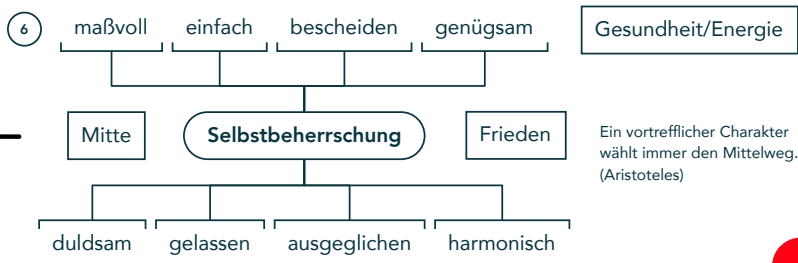 6
maßvoll einfach bescheiden genügsam
Gesundheit/Energie
Mitte
Selbstbeherrschung
Frieden
Ein vortrefflicher Charakter
wählt immer den Mittelweg.
(Aristoteles)
duldsam gelassen ausgeglichen harmonisch